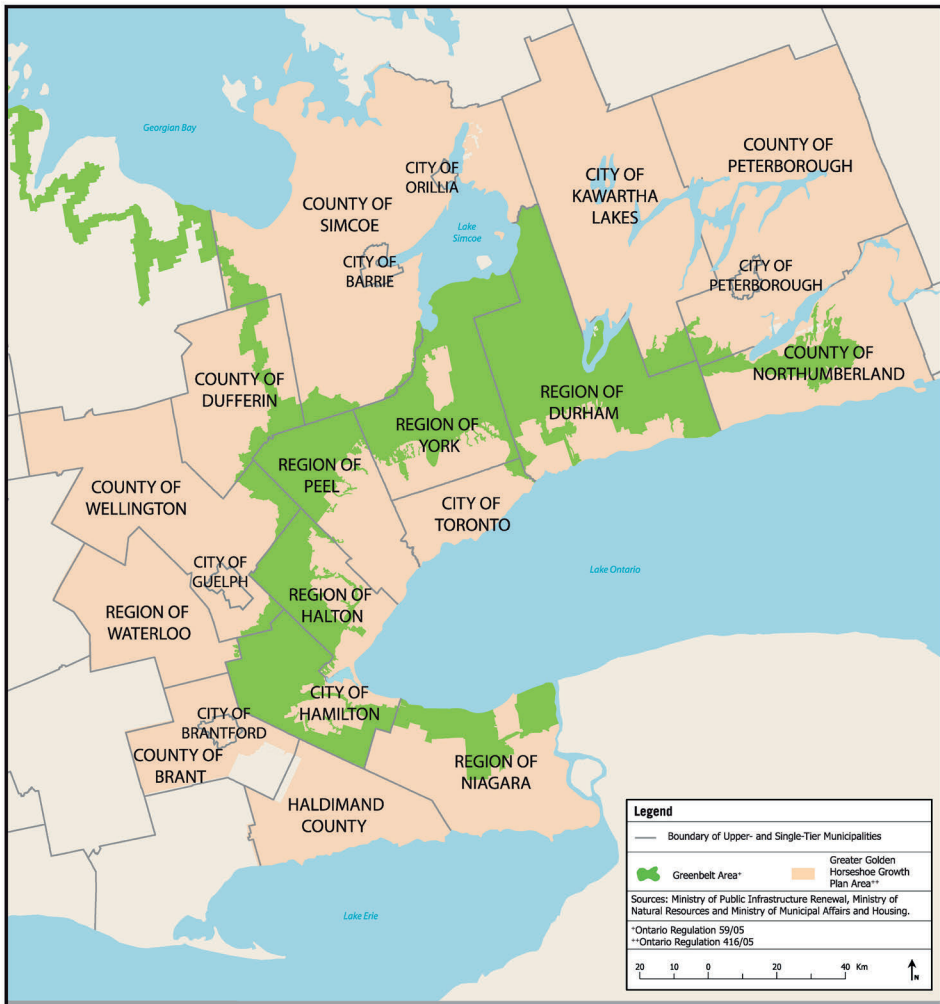 Georgian Bay
CITY OF
ORILLIA
COUNTY OF
SIMCOE
Lake
Simcoe
CITY OF
BARRIE
CITY OF
KAWARTHA
LAKES
COUNTY OF
PETERBOROUGH
CITY OF
PETERBOROUGH
COUNTY OF
NORTHUMBERLAND
COUNTY OF
DUFFERIN
REGION OF
YORK
REGION OF
DURHAM
REGION OF
PEEL
COUNTY OF
WELLINGTON
CITY OF
TORONTO
CITY OF
GUELPH
REGION OF
HALTON
REGION OF
WATERLOO
Lake Ontario
CITY OF
HAMILTON
CITY OF
BRANTFORD
COUNTY OF
BRANT
REGION OF
NIAGARA
HALDIMAND
COUNTY
Lake Erie
Legend
Boundary of Upper- and Single-Tier Municipalities
Greenbelt Area+
Greater Golden
Horseshoe Growth
Plan Area++
Sources: Ministry of Public Infrastructure Renewal, Ministry of
Natural Resources and Ministry of Municipal Affairs and Housing.
+Ontario Regulation 59/05
++Ontario Regulation 416/05
20 10 0 20 40 Km
N